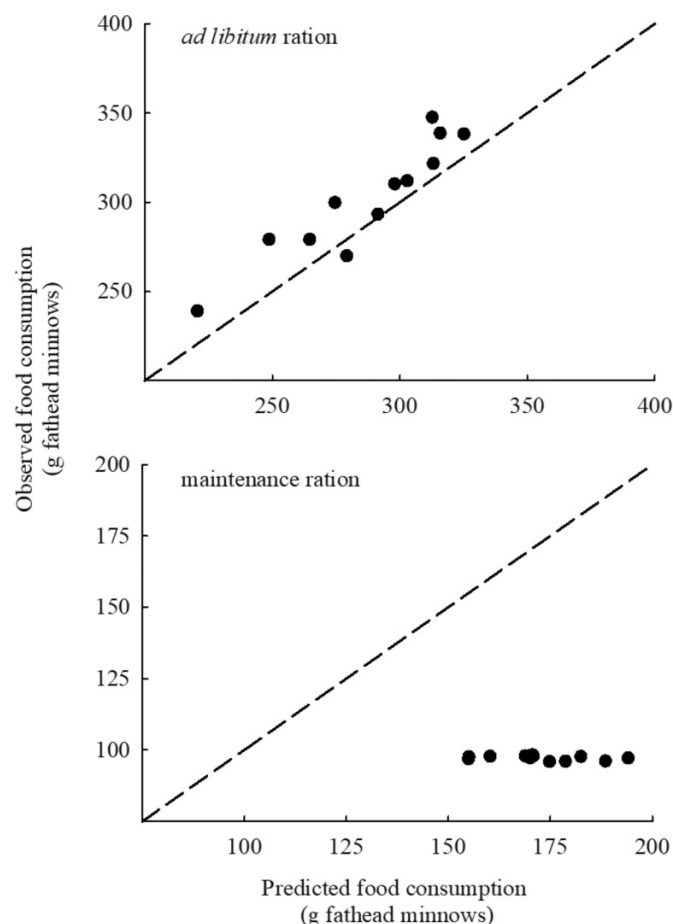 400
ad libitum ration
350
300
250
250 300 350 400
Observed food consumption
(g fathead minnows)
200
maintenance ration
175
150
125
100
100 125 150 175 200
Predicted food consumption
(g fathead minnows)